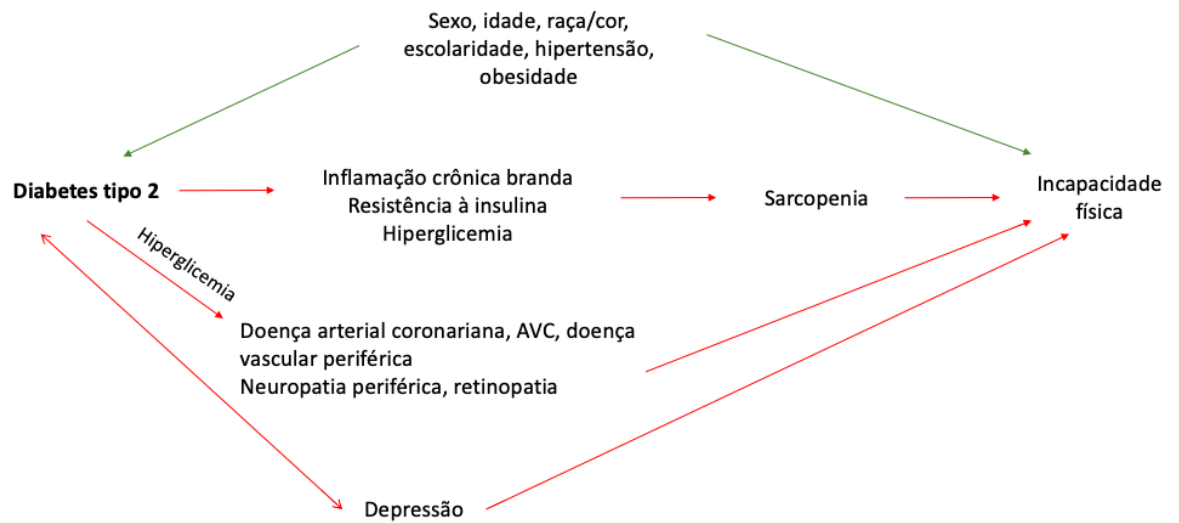 Sexo, idade, raça/cor,
escolaridade, hipertensão,
obesidade
Diabetes tipo 2
Inflamação crônica branda
Resistência à insulina
Hiperglicemia
Sarcopenia
Incapacidade
física
Hiperglicemia
Doença arterial coronariana, AVC, doença
vascular periférica
Neuropatia periférica, retinopatia
Depressão